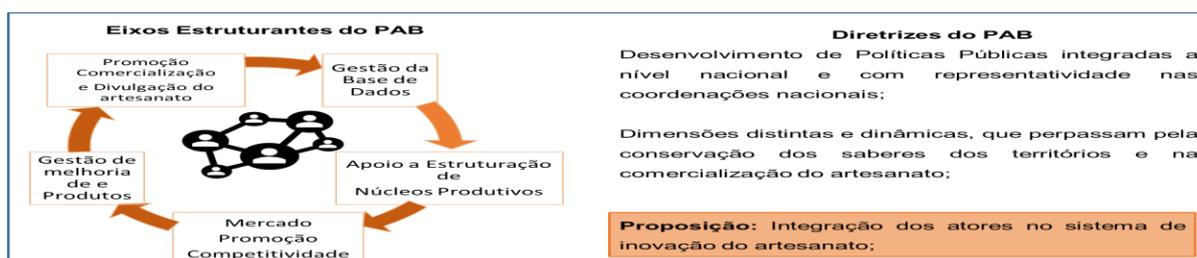 Eixos Estruturantes do PAB
Promoção
Comercialização
e Divulgação do
artesanato
Gestão da
Base de
Dados
Apoio a Estruturação
de
Núcleos Produtivos
Mercado
Promoção
Competitividade
Gestão de
melhoria
de e
Produtos
Diretrizes do PAB
Desenvolvimento de Políticas Públicas integradas a
nível nacional e com representatividade nas
coordenações nacionais;
Dimensões distintas e dinâmicas, que perpassam pela
conservação dos saberes dos territórios e na
comercialização do artesanato;
Proposição: Integração dos atores no sistema de
inovação do artesanato;